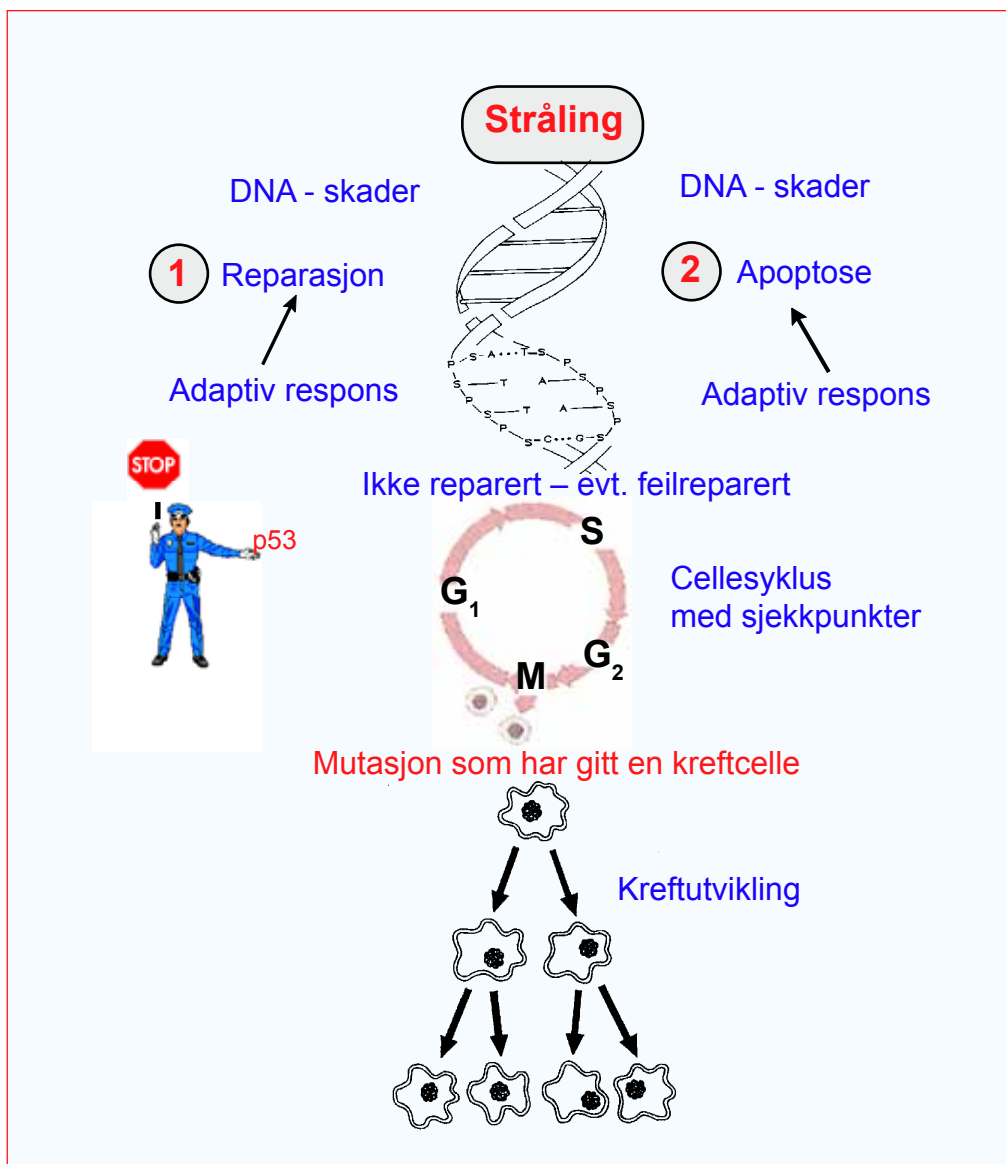 Stråling
DNA - skader
DNA - skader
1 Reparasjon
2 Apoptose
Adaptiv respons
Adaptiv respons
P S A T S P
S T A S
P S T A S P
P S C G S
STOP
Ikke reparert – evt. feilreparert
p53
S
G1
G2
M
Cellesyklus
med sjekkpunkter
Mutasjon som har gitt en kreftcelle
Kreftutvikling